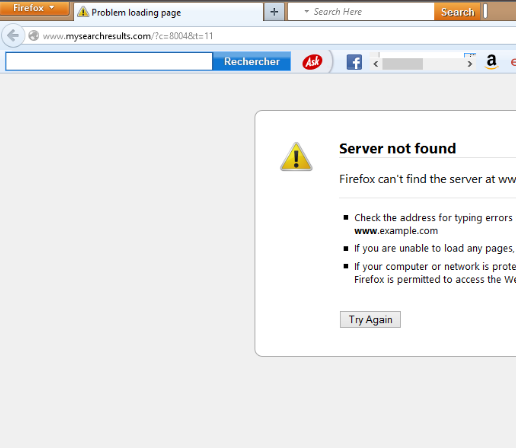 Firefox
Problem loading page
Search Here
Search
www.mysearchresults.com/?c=8004&t=11
Rechercher
Ask
Server not found
Firefox can't find the server at ww
Check the address for typing errors
www.example.com
If you are unable to load any pages,
If your computer or network is prote
Firefox is permitted to access the We
Try Again